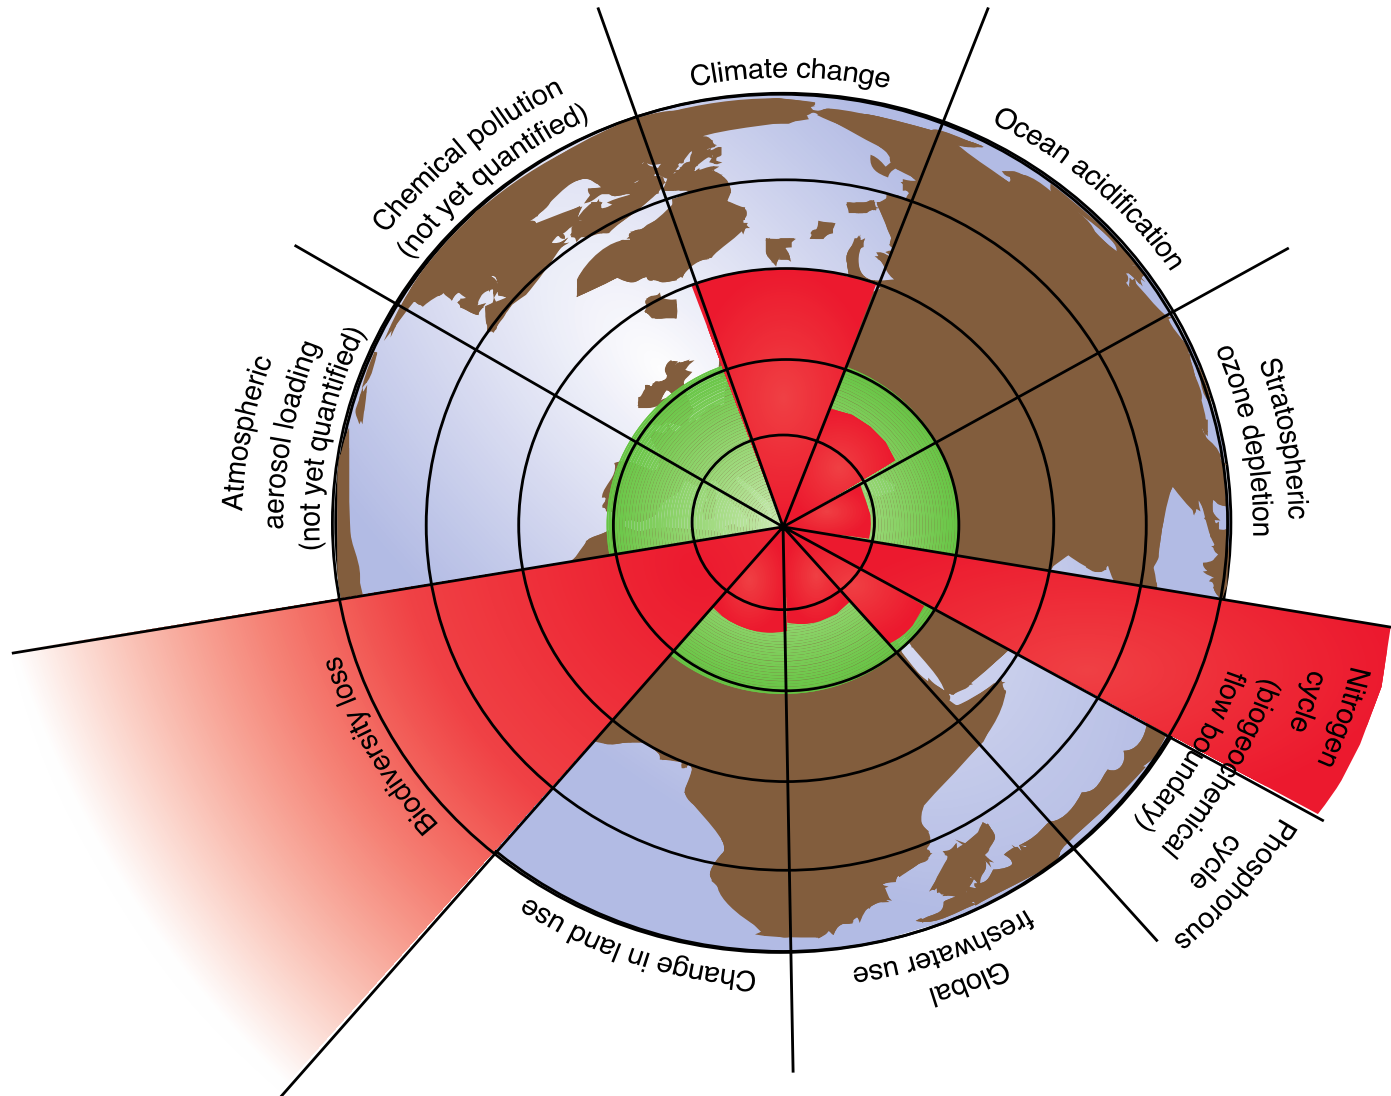 Climate change
Ocean acidification
Stratospheric
ozone depletion
Nitrogen
cycle
(biogeochemical
flow boundary)
Phosphorous
cycle
Global
freshwater use
Change in land use
Biodiversity loss
Atmospheric
aerosol loading
(not yet quantified)
Chemical pollution
(not yet quantified)